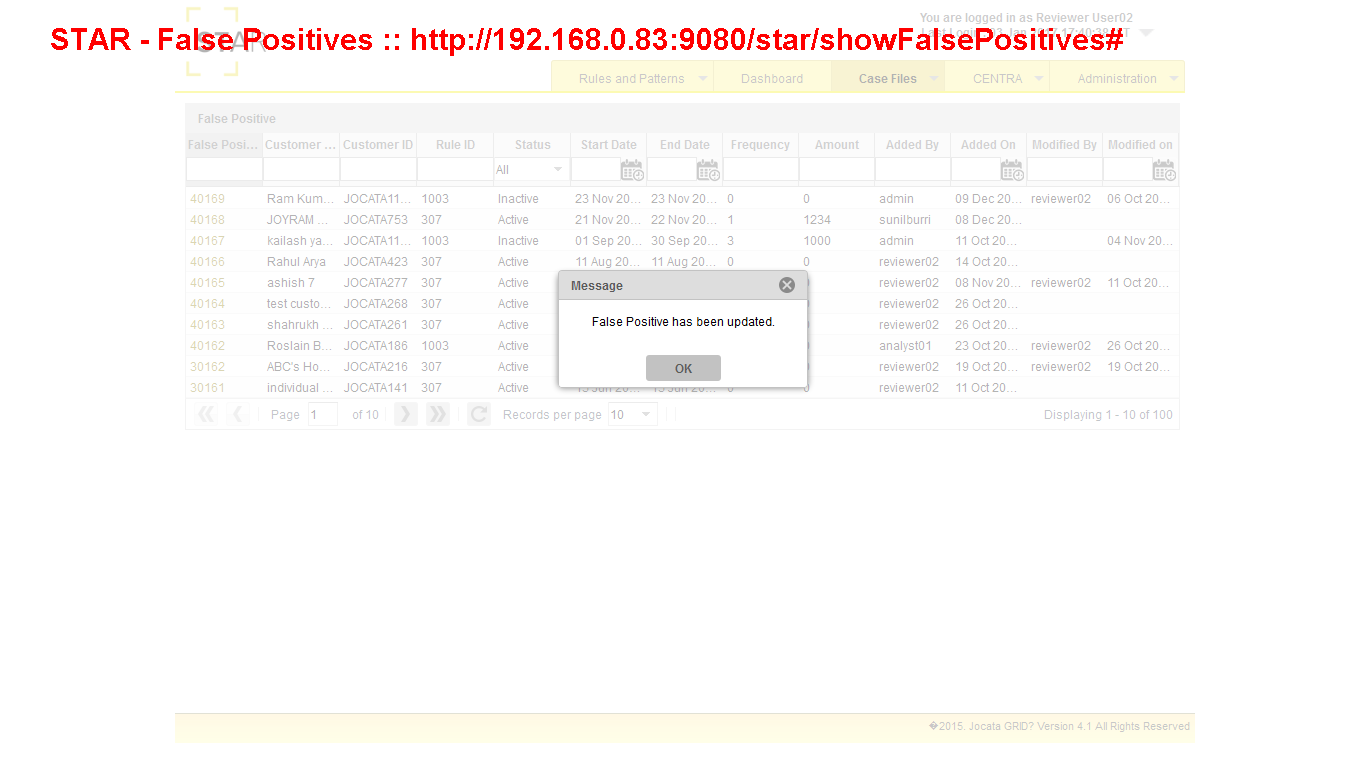 You are logged in as Reviewer User02
STAR - False Positives :: http://192.168.0.83:9080/star/showFalsePositives#
STAR
Rules and Patterns Dashboard Case Files CENTRA Administration
False Positive
False Posi... Customer ... Customer ID Rule ID Status Start Date End Date Frequency Amount Added By Added On Modified By Modified on
All
40169 Ram Kum... JOCATA11... 1003 Inactive 23 Nov 20... 23 Nov 20... 0 0 admin 09 Dec 20... reviewer02 06 Oct 20...
40168 JOYRAM ... JOCATA753 307 Active 21 Nov 20... 22 Nov 20... 1 1234 sunilburri 08 Dec 20...
40167 kailash ya... JOCATA11... 1003 Inactive 01 Sep 20... 30 Sep 20... 3 1000 admin 11 Oct 20... 04 Nov 20...
40166 Rahul Arya JOCATA423 307 Active 11 Aug 20... 11 Aug 20... 0 0 reviewer02 14 Oct 20...
40165 ashish 7 JOCATA277 307 Active reviewer02 08 Nov 20... reviewer02 11 Oct 20...
40164 test custo... JOCATA268 307 Active reviewer02 26 Oct 20...
40163 shahrukh ... JOCATA261 307 Active reviewer02 26 Oct 20...
40162 Roslain B... JOCATA186 1003 Active analyst01 23 Oct 20... reviewer02 26 Oct 20...
30162 ABC's Ho... JOCATA216 307 Active reviewer02 19 Oct 20... reviewer02 19 Oct 20...
30161 individual ... JOCATA141 307 Active reviewer02 11 Oct 20...
Message
False Positive has been updated.
OK
Page 1 of 10 Records per page 10 Displaying 1 - 10 of 100
�2015. Jocata GRID? Version 4.1 All Rights Reserved